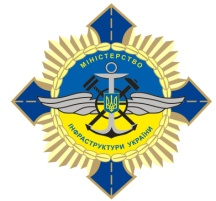 МІНІСТЕРСТВО
ІНФРАСТРУКТУРИ УКРАЇНИ